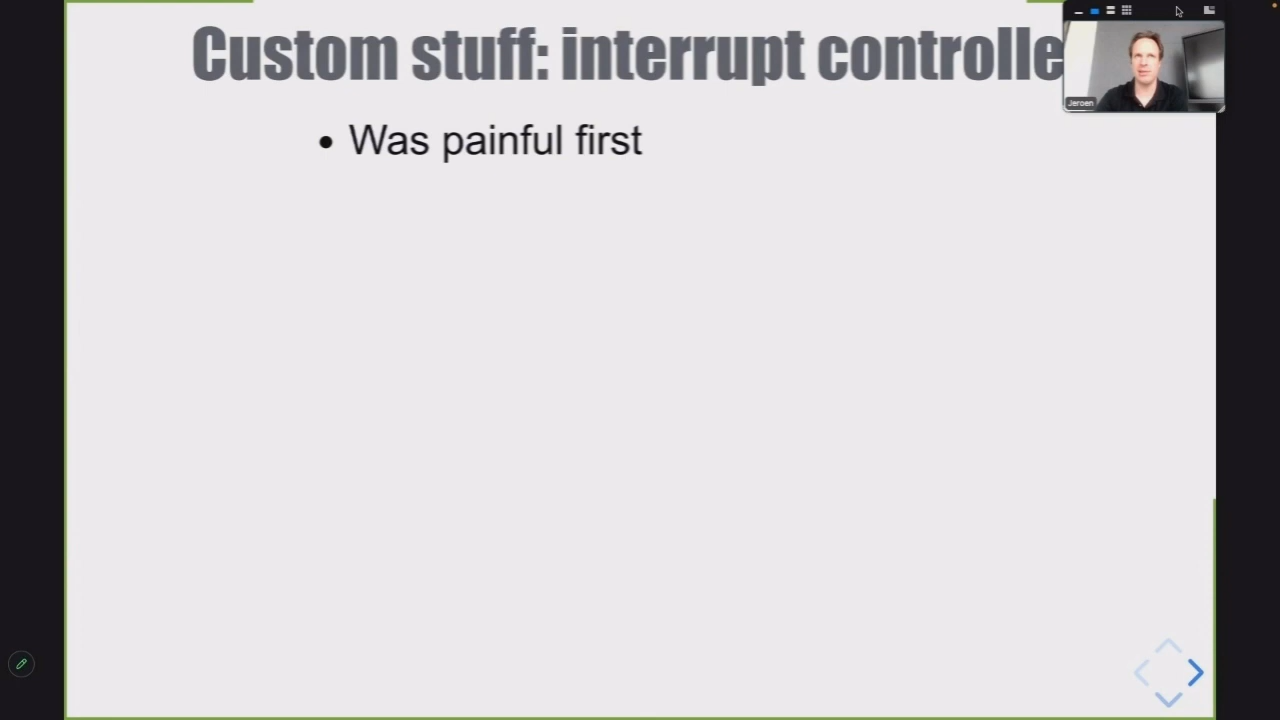 Custom stuff: interrupt controlle
Jeroen
• Was painful first